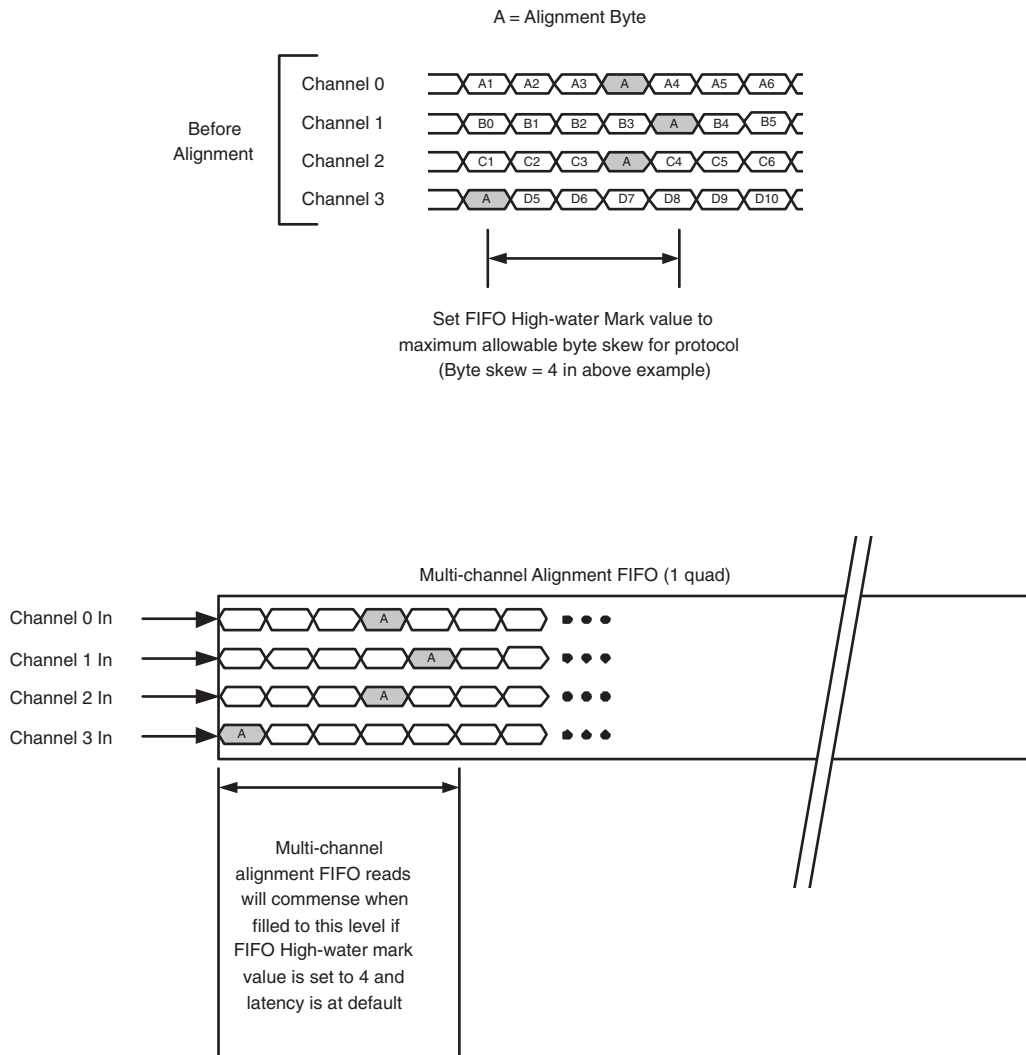 A = Alignment Byte
Before
Alignment
Channel 0 A1 A2 A3 A A4 A5 A6
Channel 1 B0 B1 B2 B3 A B4 B5
Channel 2 C1 C2 C3 A C4 C5 C6
Channel 3 A D5 D6 D7 D8 D9 D10
Set FIFO High-water Mark value to
maximum allowable byte skew for protocol
(Byte skew = 4 in above example)
Multi-channel Alignment FIFO (1 quad)
Channel 0 In A
Channel 1 In A
Channel 2 In A
Channel 3 In A
Multi-channel
alignment FIFO reads
will commense when
filled to this level if
FIFO High-water mark
value is set to 4 and
latency is at default